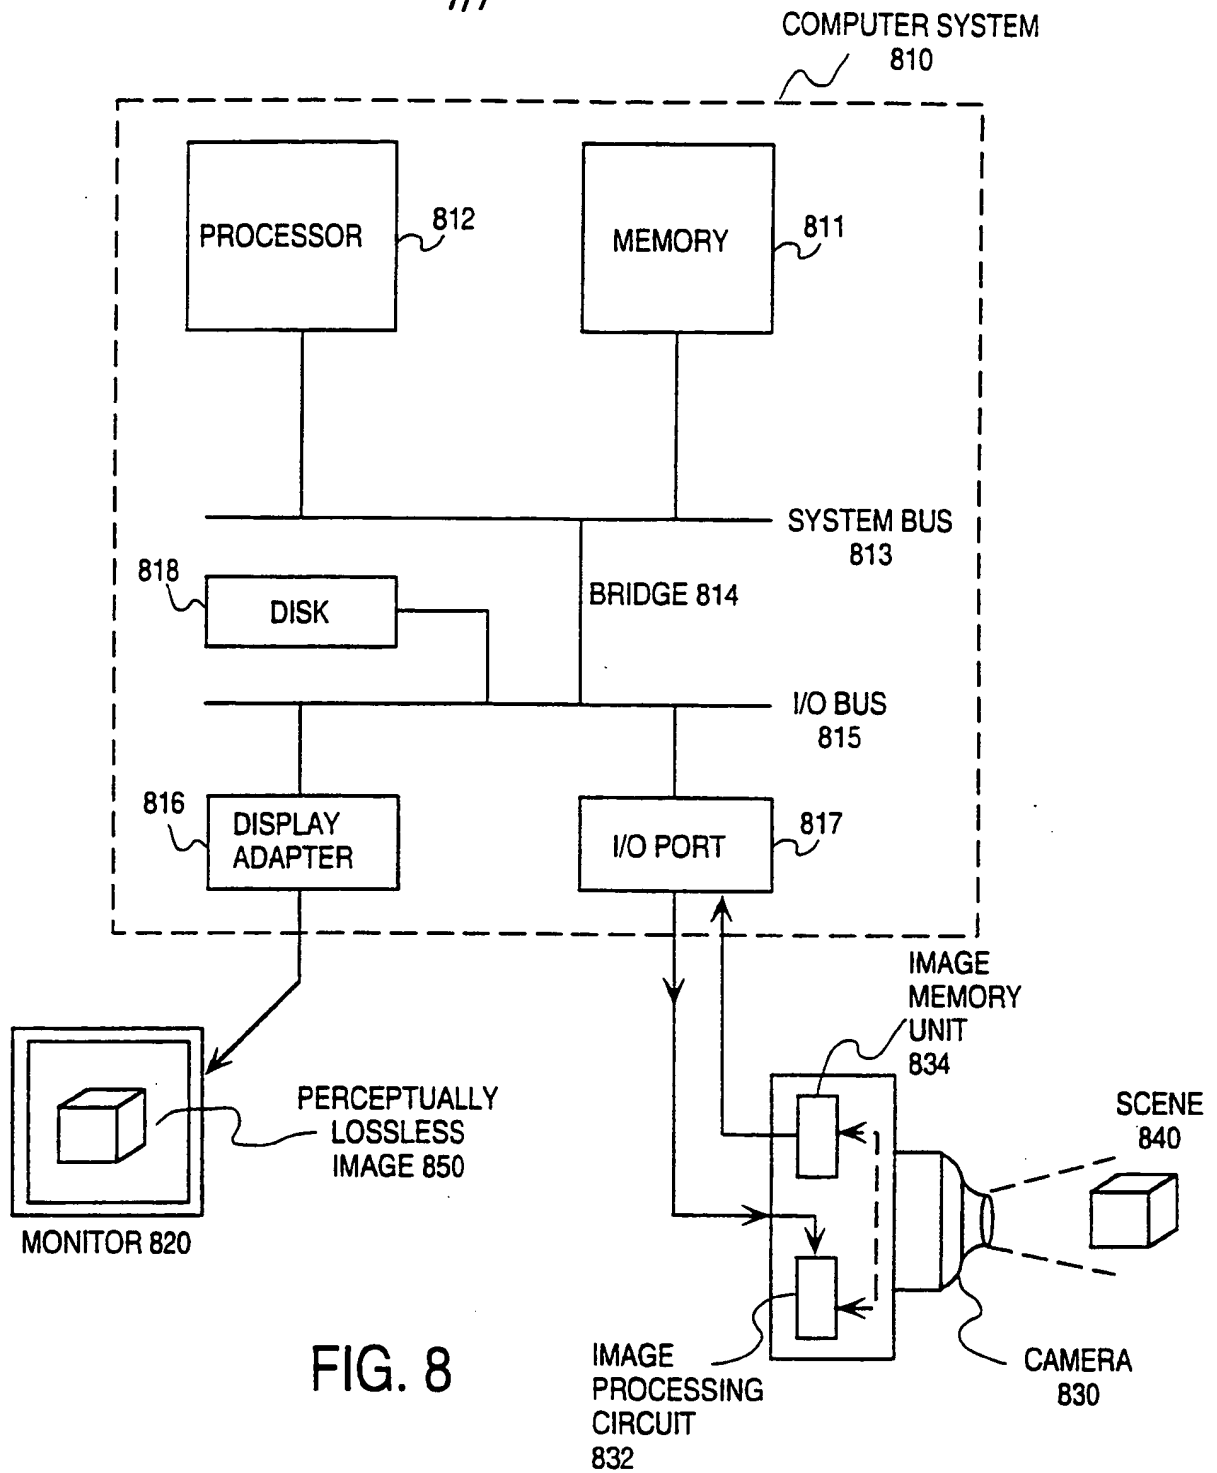 COMPUTER SYSTEM
810
PROCESSOR
812
MEMORY
811
SYSTEM BUS
813
818
DISK
BRIDGE 814
I/O BUS
815
816
DISPLAY
ADAPTER
I/O PORT
817
IMAGE
MEMORY
UNIT
834
PERCEPTUALLY
LOSSLESS
IMAGE 850
SCENE
840
MONITOR 820
IMAGE
PROCESSING
CIRCUIT
832
CAMERA
830
FIG. 8